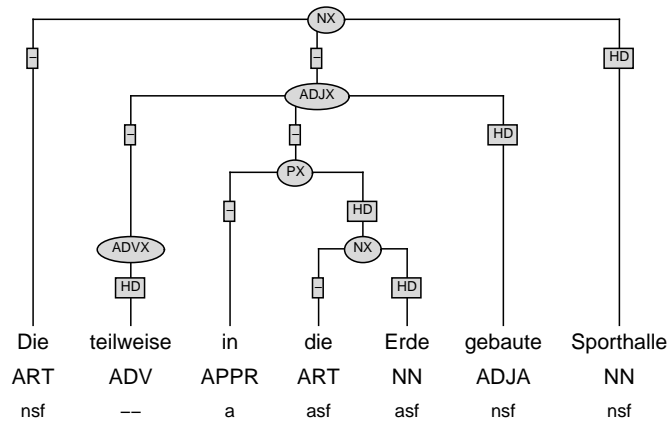 NX
– – HD
ADJX
– – HD
PX
– HD
ADVX NX
HD – HD
Die teilweise in die Erde gebaute Sporthalle
ART ADV APPR ART NN ADJA NN
nsf –– a asf asf nsf nsf